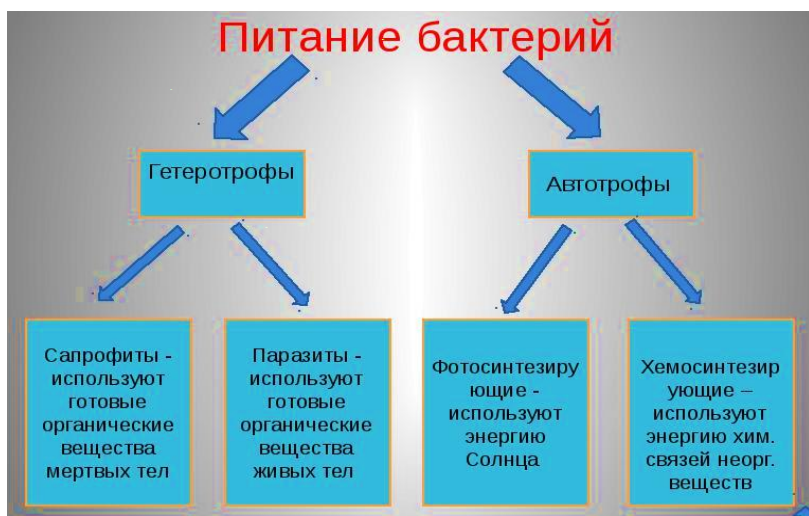 Питание бактерий
Гетеротрофы
Автотрофы
Сапрофиты -
используют
готовые
органические
вещества
мертвых тел
Паразиты -
используют
готовые
органические
вещества
живых тел
Фотосинтезиру
ющие -
используют
энергию
Солнца
Хемосинтезир
ующие –
используют
энергию хим.
связей неорг.
веществ